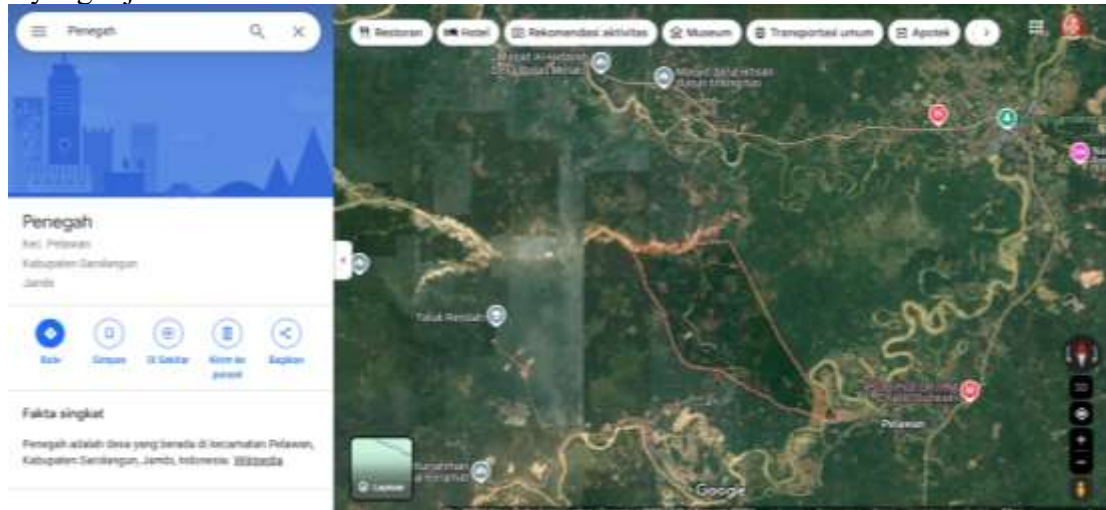 Penegah
Restoran
Hotel
Rekomendasi aktivitas
Museum
Transportasi umum
Apotek
Penegah
Kec. Pelawan
Kabupaten Sarolangun
Jambi
Rute
Simpan
Di Sekitar
Kirim ke
ponsel
Bagikan
Fakta singkat
Penegah adalah desa yang berada di kecamatan Pelawan,
Kabupaten Sarolangun, Jambi, Indonesia. Wikipedia
Teluk Rendah
Pelawan
Lapisan
Google